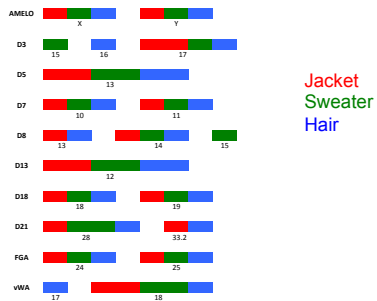 AMELO
X Y
D3
15 16 17
D5
13
D7
10 11
D8
13 14 15
D13
12
D18
18 19
D21
28 33.2
FGA
24 25
vWA
17 18
Jacket
Sweater
Hair